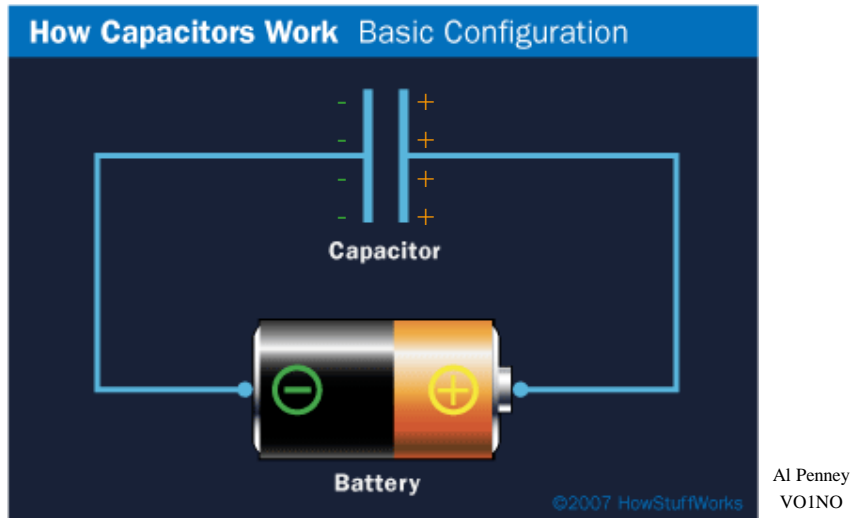 How Capacitors Work Basic Configuration
- +
- +
- +
- +
Capacitor
- +
Battery
©2007 HowStuffWorks
Al Penney
VO1NO